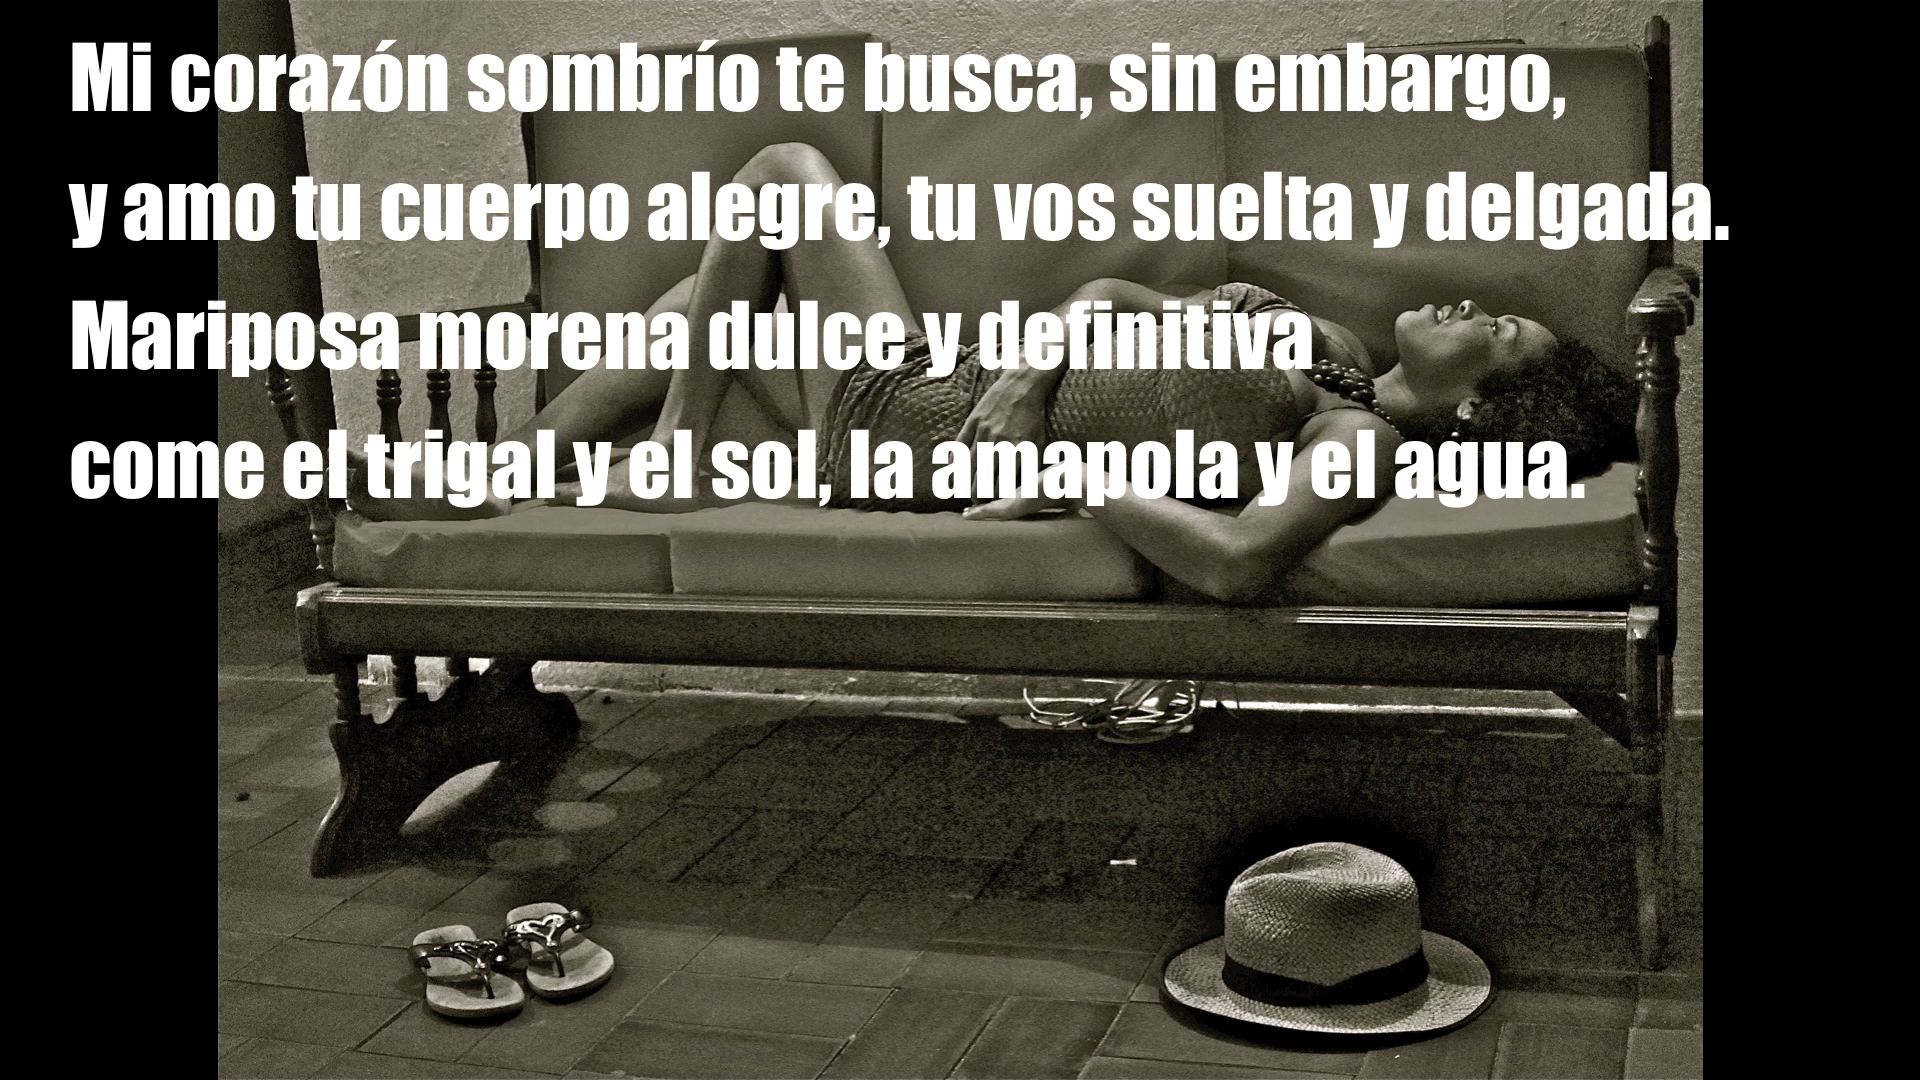 Mi corazón sombrío te busca, sin embargo,
y amo tu cuerpo alegre, tu vos suelta y delgada.
Mariposa morena dulce y definitiva
come el trigal y el sol, la amapola y el agua.